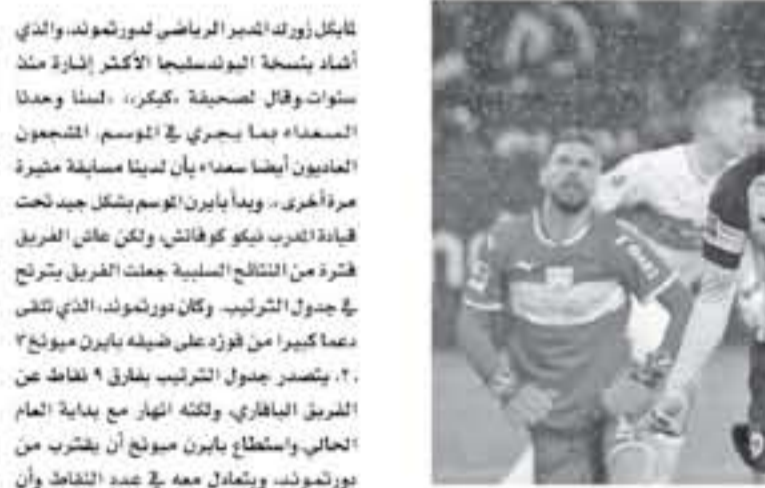 مايكل زورك المدير الرياضي لدورتموند، والذي
أشاد بنسخة البوندسليجا الأكثر إثارة منذ
سنوات.وقال لصحيفة «كيكر»: «لسنا وحدنا
السعداء بما يجري في الموسم، المشجعون
العاديون أيضا سعداء بأن لدينا مسابقة مثيرة
مرة أخرى». وبدأ بايرن الموسم بشكل جيد تحت
قيادة المدرب نيكو كوفاتش، ولكن عاش الفريق
فترة من النتائج السلبية جعلت الفريق يترنح
في جدول الترتيب. وكان دورتموند، الذي تلقى
دعما كبيرا من فوزه على ضيفه بايرن ميونخ٣
.٢، يتصدر جدول الترتيب بفارق ٩ نقاط عن
الفريق البافاري، ولكنه انهار مع بداية العام
الحالي.واستطاع بايرن ميونخ أن يقترب من
دورتموند، ويتعادل معه في عدد النقاط وأن